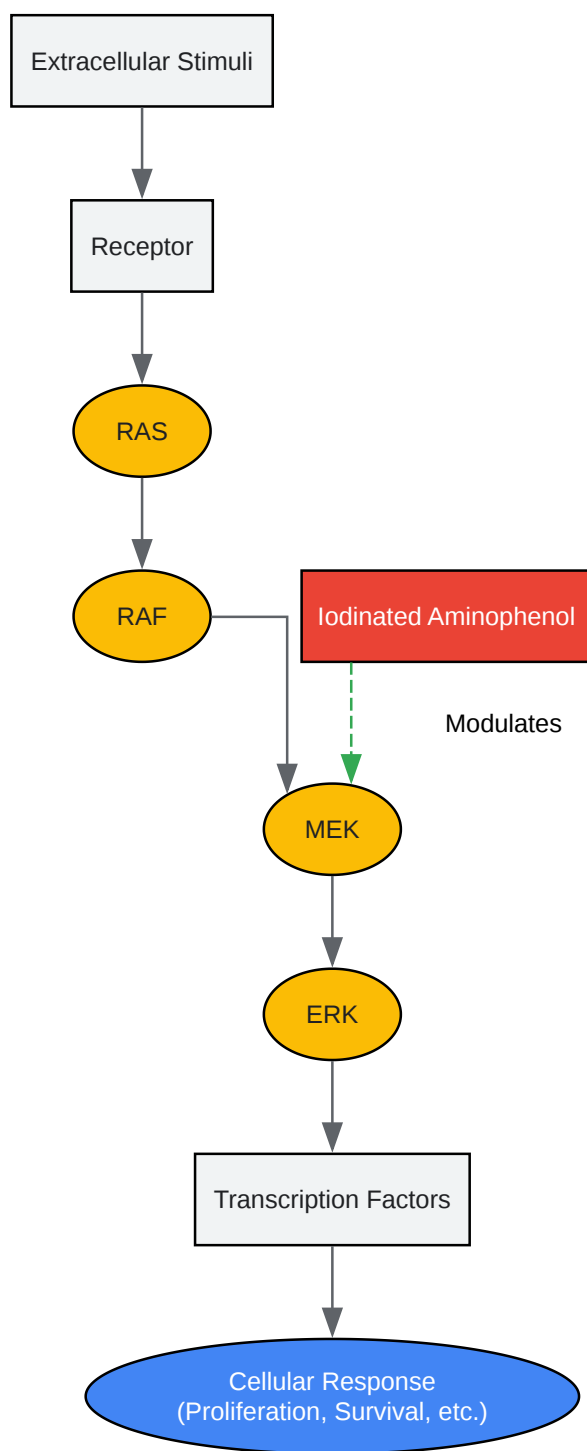 Extracellular Stimuli
Receptor
RAS
RAF
Iodinated Aminophenol
Modulates
MEK
ERK
Transcription Factors
Cellular Response
(Proliferation, Survival, etc.)